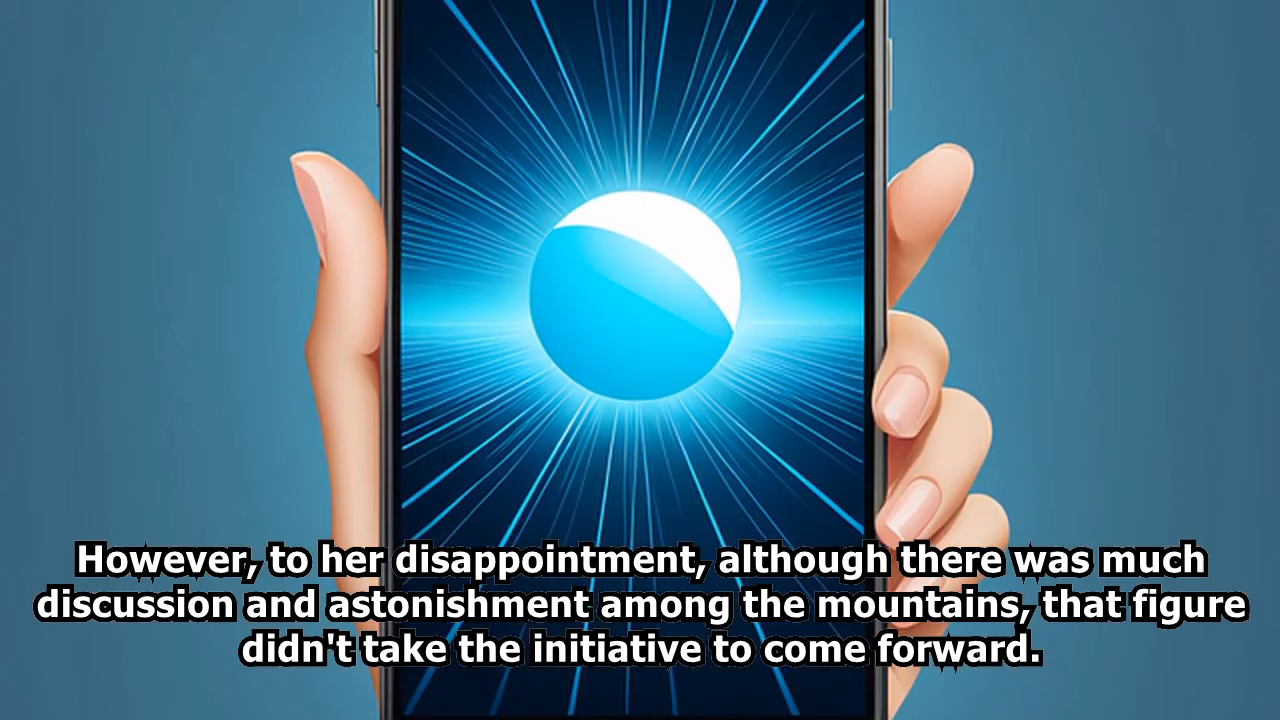 However, to her disappointment, although there was much
discussion and astonishment among the mountains, that figure
didn't take the initiative to come forward.